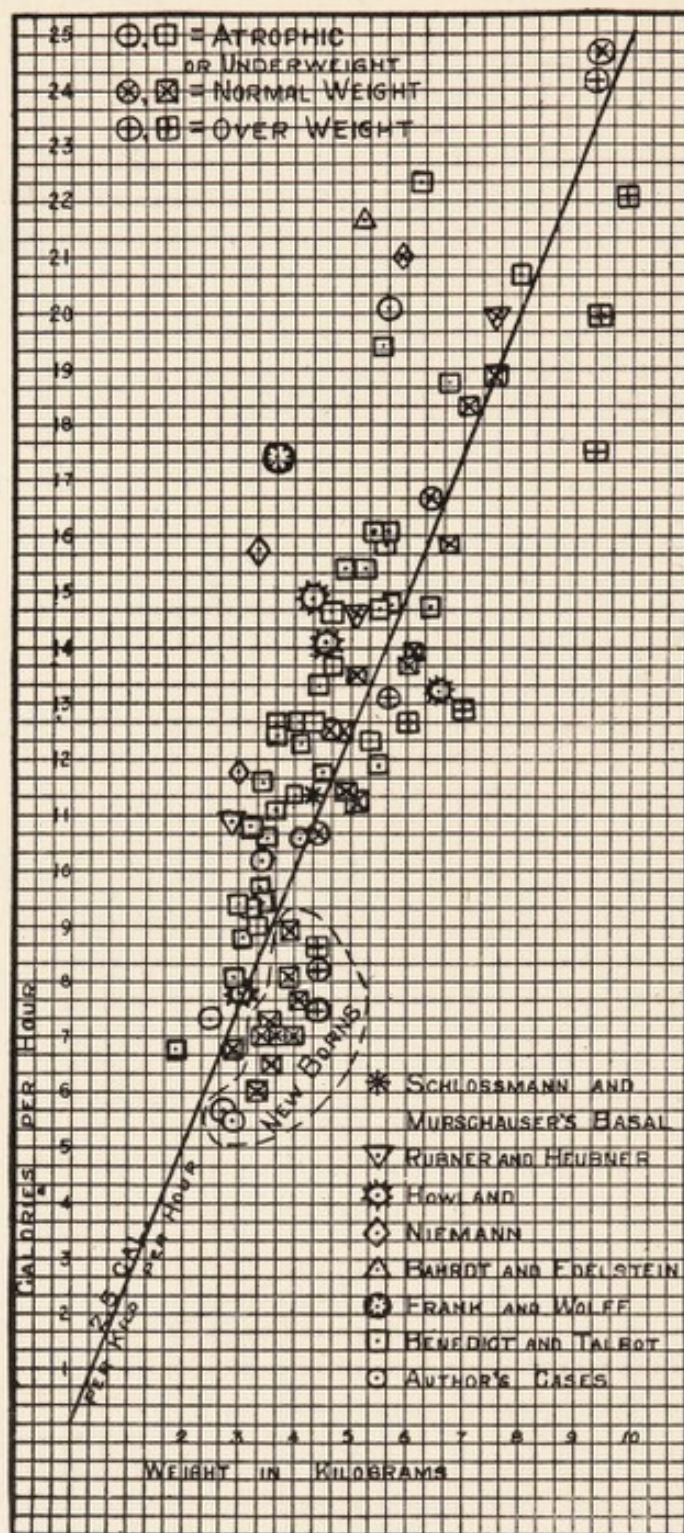 25
○, □ = ATROPHIC
OR UNDERWEIGHT
24
⊗, ⊠ = NORMAL WEIGHT
⊕, ⊞ = OVER WEIGHT
23
22
21
20
19
18
17
16
15
14
13
12
11
10
9
8
7
6
5
4
3
2
1
CALORIES PER HOUR
NEW BORNS
2.5 CAL. PER HOUR
PER KILO
SCHLOSSMANN AND
MURSCHAUSER'S BASAL
RUBNER AND HEUBNER
HOWLAND
NIEMANN
BAHRDT AND EDELSTEIN
FRANK AND WOLFF
BENEDICT AND TALBOT
AUTHOR'S CASES
2 3 4 5 6 7 8 9 10
WEIGHT IN KILOGRAMS